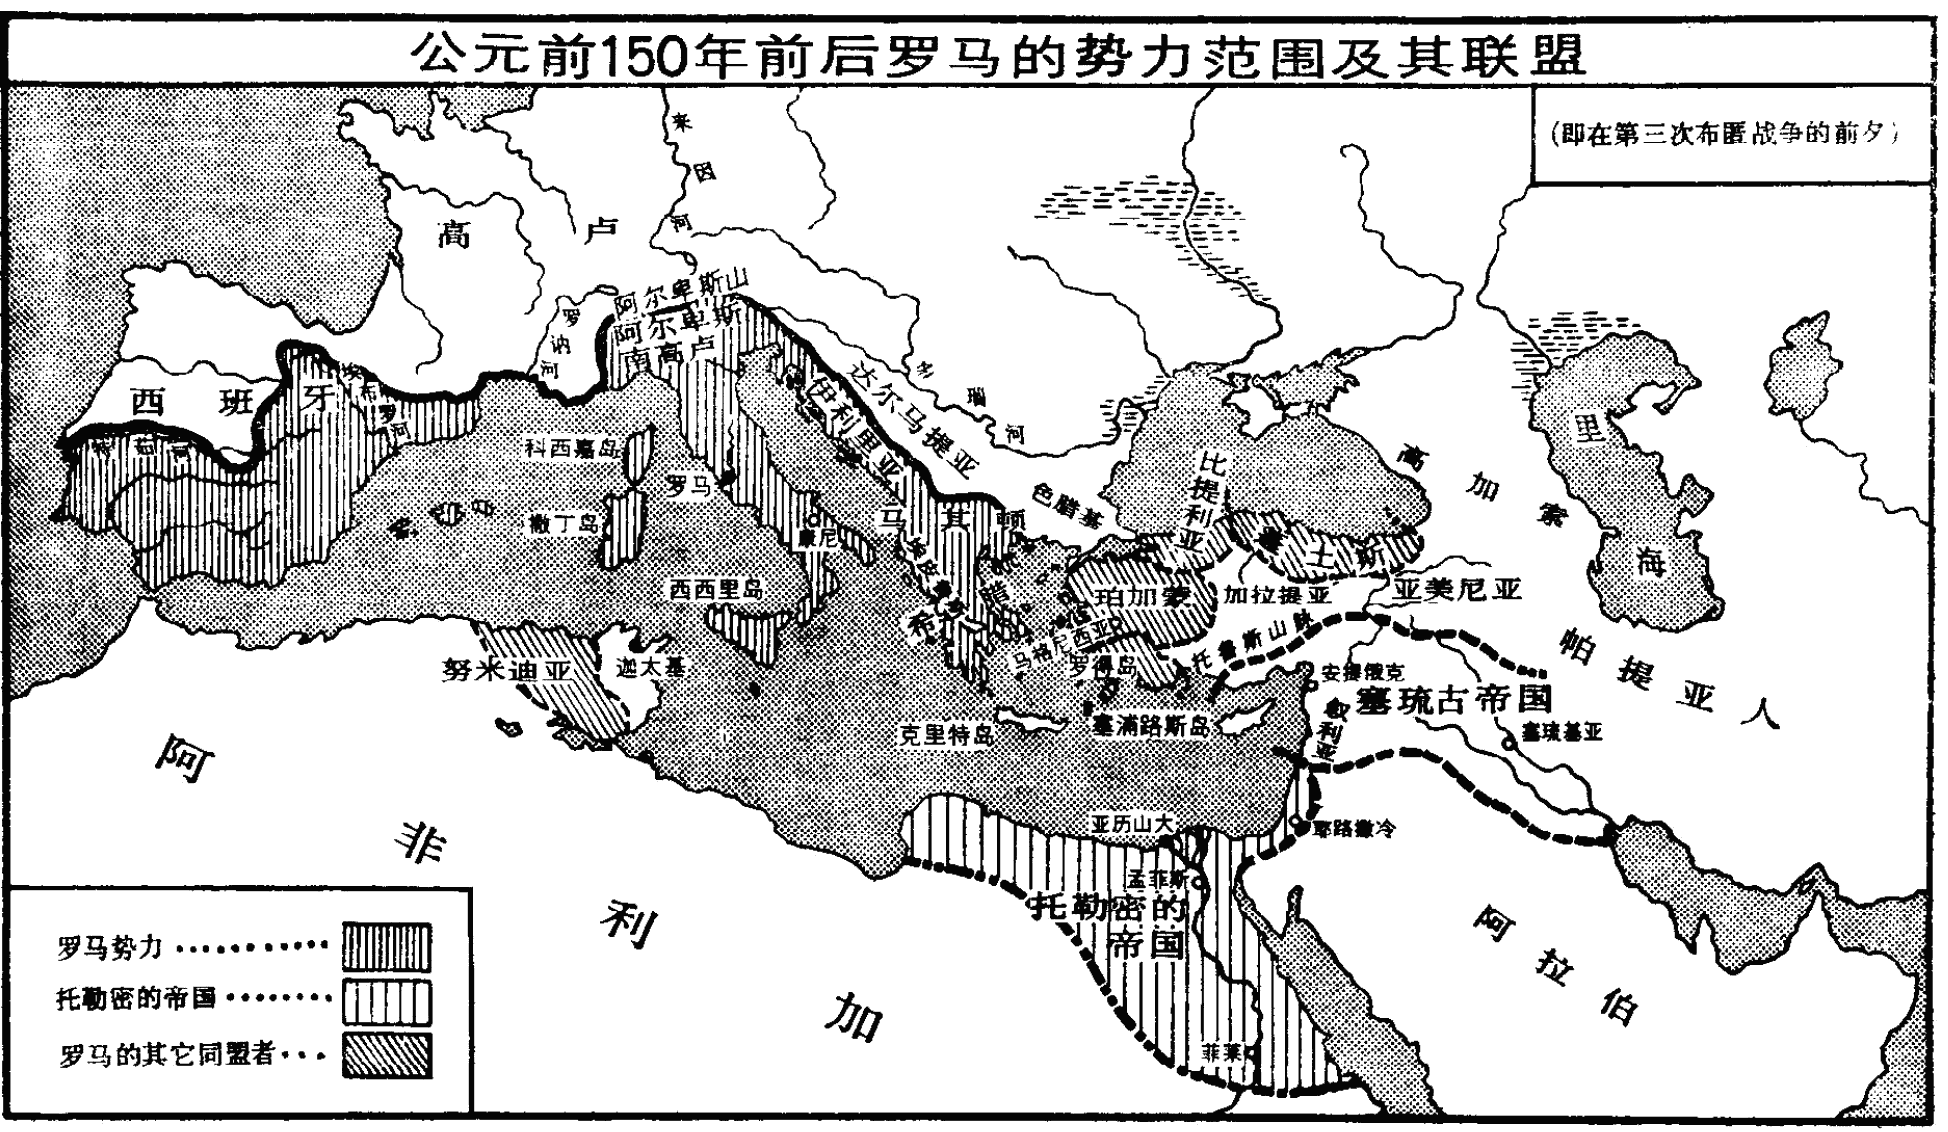 公元前150年前后罗马的势力范围及其联盟
(即在第三次布匿战争的前夕)
莱因河
高卢
阿尔卑斯山
阿尔卑斯
南高卢
罗讷河
西班牙
埃布罗河
达尔马提亚
多瑙河
伊利里亚
科西嘉岛
罗马
撒丁岛
康尼
马其顿
色腊基
比提利亚
高加索
里海
西西里岛
希腊
珀加蒙
加拉提亚
亚美尼亚
马格尼西亚
罗得岛
托鲁斯山脉
帕提亚人
努米迪亚
迦太基
安提俄克
塞琉古帝国
叙利亚
塞琉基亚
克里特岛
塞浦路斯岛
亚历山大
耶路撒冷
孟菲斯
托勒密的
帝国
菲莱
阿非利加
阿拉伯
罗马势力
托勒密的帝国
罗马的其它同盟者